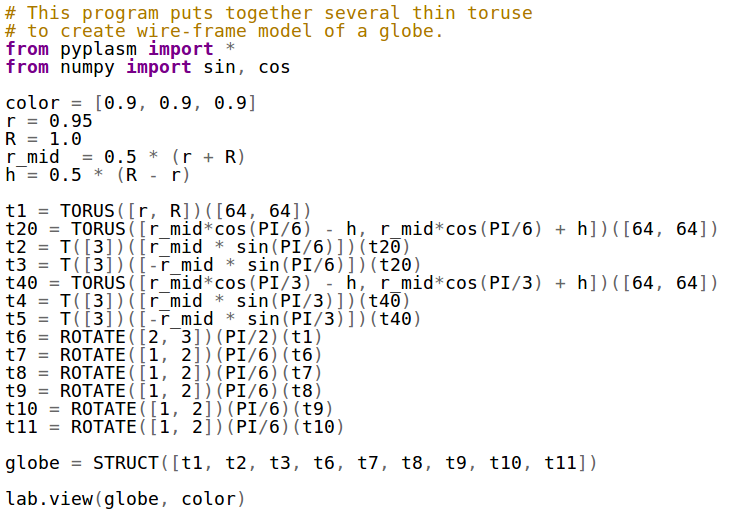 # This program puts together several thin toruse
# to create wire-frame model of a globe.
from pyplasm import *
from numpy import sin, cos

color = [0.9, 0.9, 0.9]
r = 0.95
R = 1.0
r_mid  = 0.5 * (r + R)
h = 0.5 * (R - r)

t1 = TORUS([r, R])([64, 64])
t20 = TORUS([r_mid*cos(PI/6) - h, r_mid*cos(PI/6) + h])([64, 64])
t2 = T([3])([r_mid * sin(PI/6)])(t20)
t3 = T([3])([-r_mid * sin(PI/6)])(t20)
t40 = TORUS([r_mid*cos(PI/3) - h, r_mid*cos(PI/3) + h])([64, 64])
t4 = T([3])([r_mid * sin(PI/3)])(t40)
t5 = T([3])([-r_mid * sin(PI/3)])(t40)
t6 = ROTATE([2, 3])(PI/2)(t1)
t7 = ROTATE([1, 2])(PI/6)(t6)
t8 = ROTATE([1, 2])(PI/6)(t7)
t9 = ROTATE([1, 2])(PI/6)(t8)
t10 = ROTATE([1, 2])(PI/6)(t9)
t11 = ROTATE([1, 2])(PI/6)(t10)

globe = STRUCT([t1, t2, t3, t6, t7, t8, t9, t10, t11])

lab.view(globe, color)